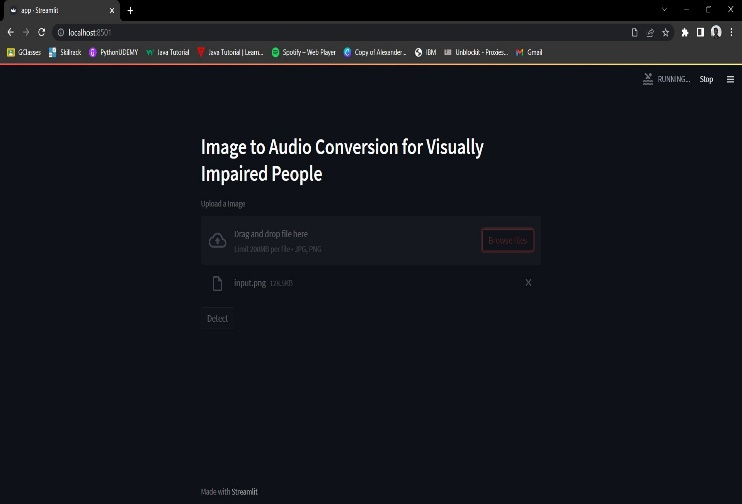 app · Streamlit
localhost:8501
GClasses Skillrack PythonUDEMY Java Tutorial Java Tutorial | Learn... Spotify – Web Player Copy of Alexander... IBM Unblockit - Proxies... Gmail
RUNNING... Stop
Image to Audio Conversion for Visually
Impaired People
Upload a Image
Drag and drop file here
Limit 200MB per file • JPG, PNG
Browse files
input.png 124.5KB
Detect
Made with Streamlit